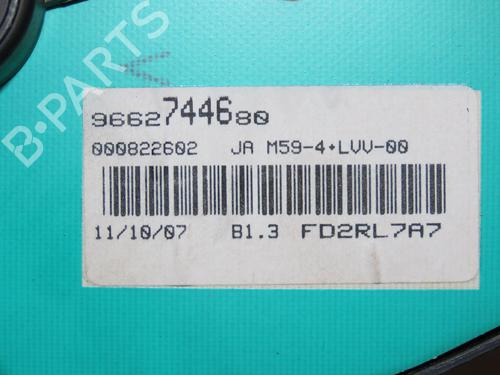 B-PARTS
9662744680
000822602 JA M59-4+LVV-00
11/10/07 B1.3 FD2RL7A7